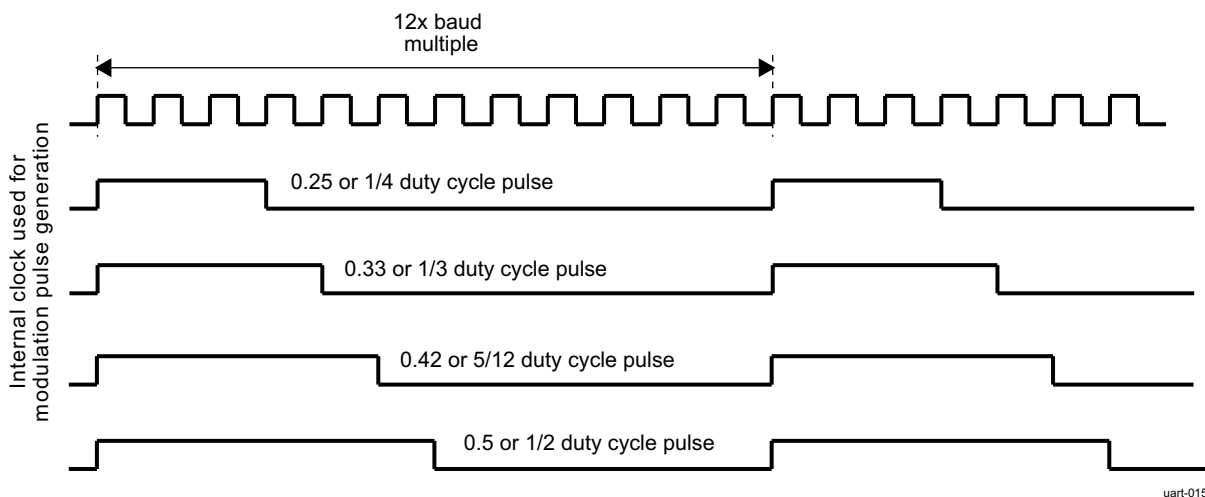 12x baud
multiple
Internal clock used for
modulation pulse generation
0.25 or 1/4 duty cycle pulse
0.33 or 1/3 duty cycle pulse
0.42 or 5/12 duty cycle pulse
0.5 or 1/2 duty cycle pulse
uart-015